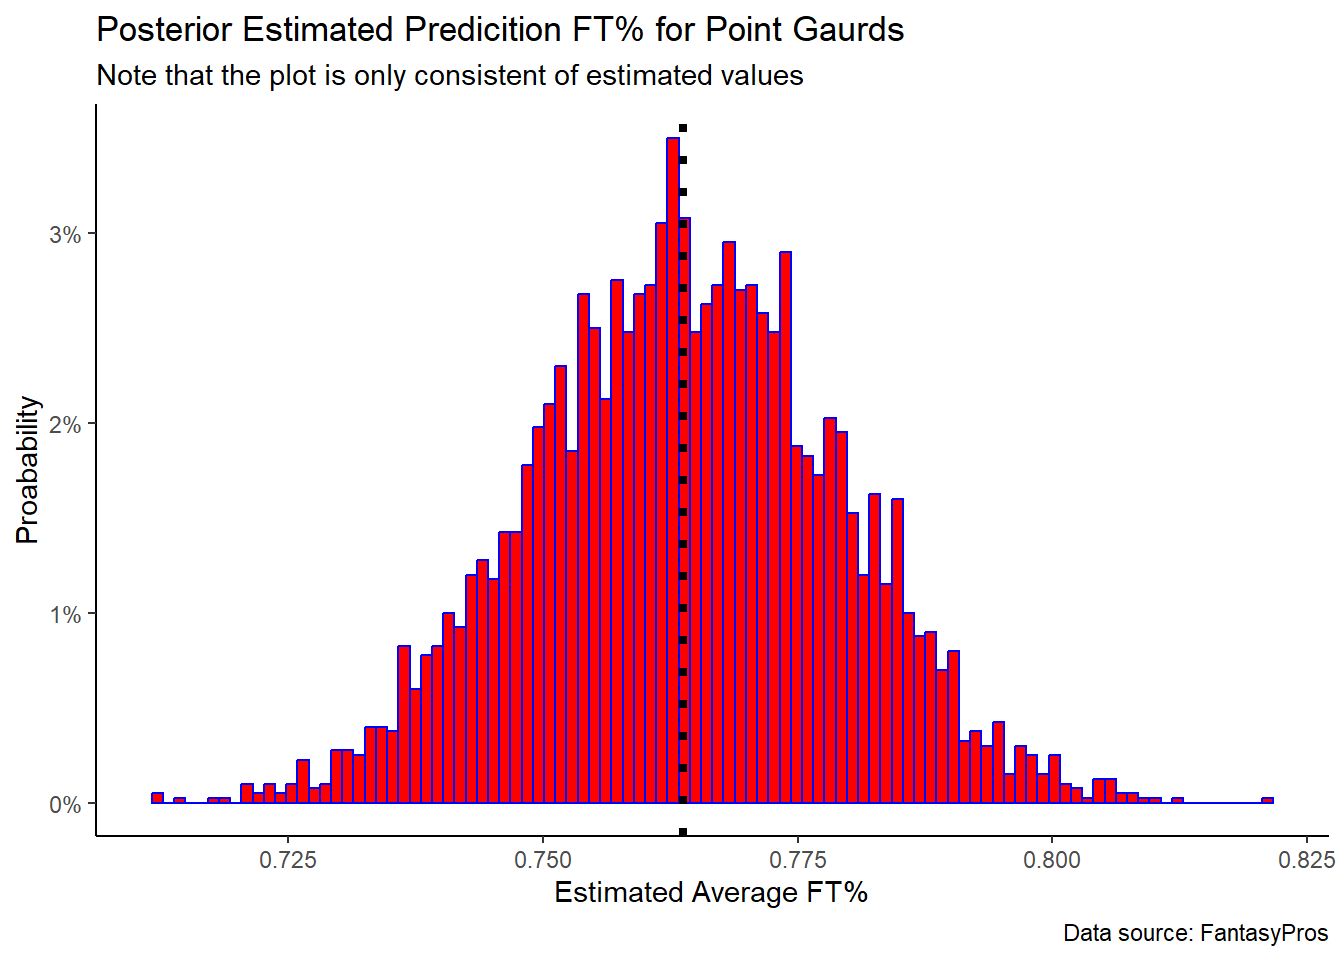 Posterior Estimated Predicition FT% for Point Gaurds
Note that the plot is only consistent of estimated values
Proabability
3%
2%
1%
0%
0.725 0.750 0.775 0.800 0.825
Estimated Average FT%
Data source: FantasyPros